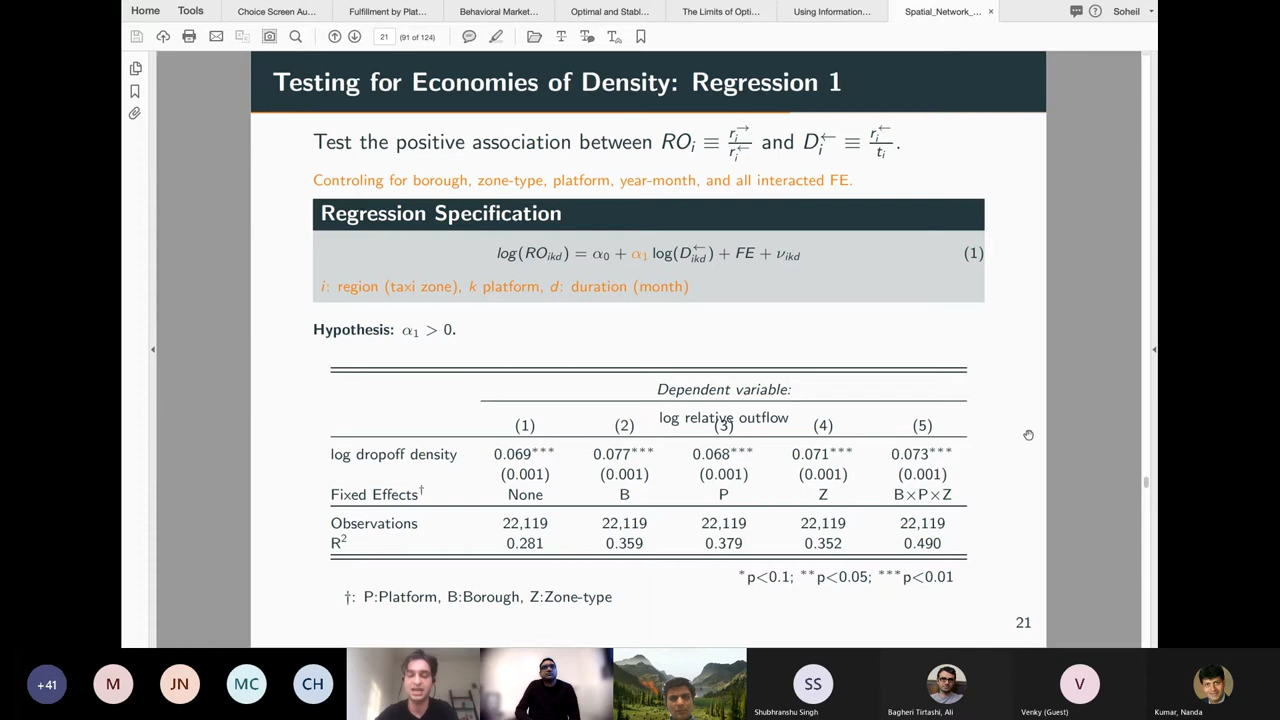 Home Tools Choice Screen Au... Fulfillment by Plat... Behavioral Market... Optimal and Stabl... The Limits of Opti... Using Information... Spatial_Network_... × Soheil
21 (91 of 124)
Testing for Economies of Density: Regression 1
Test the positive association between RO_i ≡ r_i^→ / r_i^← and D_i^← ≡ r_i^← / t_i.
Controling for borough, zone-type, platform, year-month, and all interacted FE.
Regression Specification
log(RO_ikd) = α_0 + α_1 log(D_ikd^←) + FE + ν_ikd (1)
i: region (taxi zone), k platform, d: duration (month)
Hypothesis: α_1 > 0.
Dependent variable:
log relative outflow
(1) (2) (3) (4) (5)
log dropoff density 0.069*** 0.077*** 0.068*** 0.071*** 0.073***
(0.001) (0.001) (0.001) (0.001) (0.001)
Fixed Effects† None B P Z B×P×Z
Observations 22,119 22,119 22,119 22,119 22,119
R² 0.281 0.359 0.379 0.352 0.490
*p<0.1; **p<0.05; ***p<0.01
†: P:Platform, B:Borough, Z:Zone-type
21
+41 M JN MC CH SS V
Shubhranshu Singh Bagheri Tirtashi, Ali Venky (Guest) Kumar, Nanda